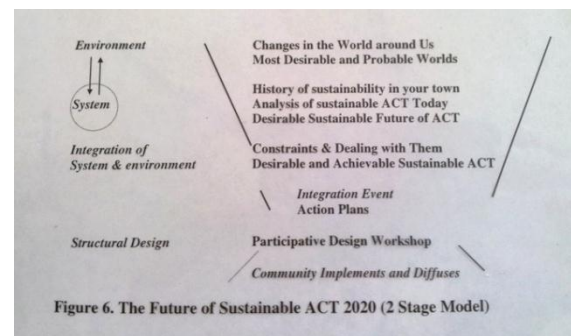 Environment
Changes in the World around Us
Most Desirable and Probable Worlds
System
History of sustainability in your town
Analysis of sustainable ACT Today
Desirable Sustainable Future of ACT
Integration of
System & environment
Constraints & Dealing with Them
Desirable and Achievable Sustainable ACT
Integration Event
Action Plans
Structural Design
Participative Design Workshop
Community Implements and Diffuses
Figure 6. The Future of Sustainable ACT 2020 (2 Stage Model)